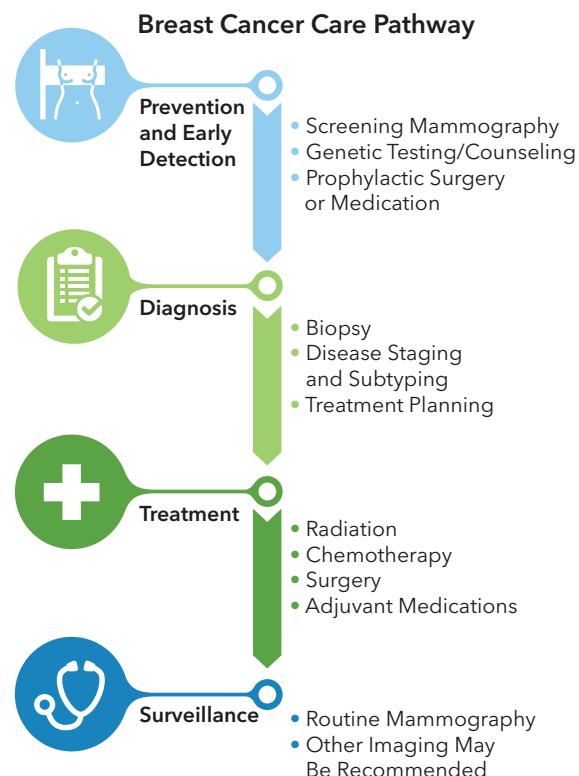 Breast Cancer Care Pathway
Prevention
and Early
Detection
• Screening Mammography
• Genetic Testing/Counseling
• Prophylactic Surgery
or Medication
Diagnosis
• Biopsy
• Disease Staging
and Subtyping
• Treatment Planning
Treatment
• Radiation
• Chemotherapy
• Surgery
• Adjuvant Medications
Surveillance
• Routine Mammography
• Other Imaging May
Be Recommended